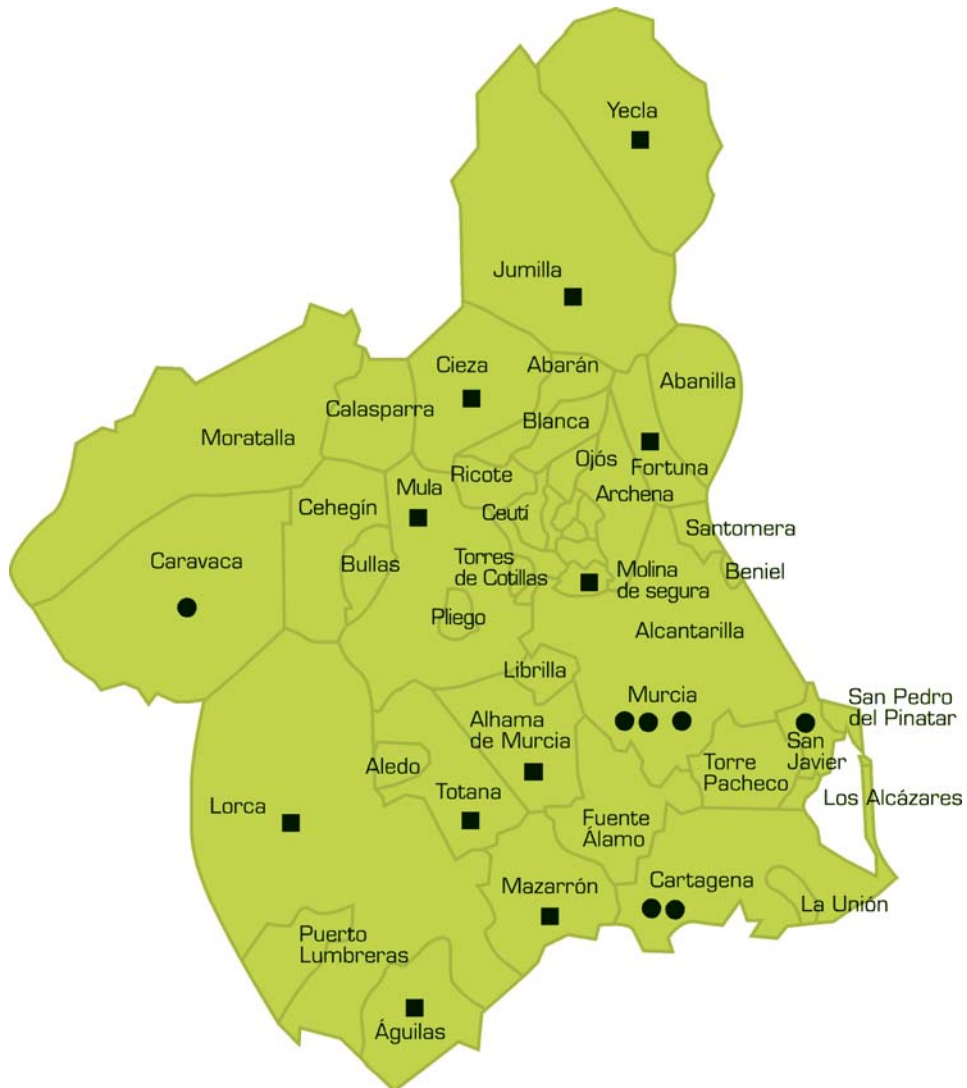 Yecla
Jumilla
Cieza
Abarán
Abanilla
Calasparra
Blanca
Moratalla
Ojós
Fortuna
Ricote
Mula
Archena
Cehegín
Ceutí
Santomera
Caravaca
Bullas
Torres
de Cotillas
Molina
de segura
Beniel
Pliego
Alcantarilla
Librilla
Murcia
San Pedro
del Pinatar
Alhama
de Murcia
San
Javier
Aledo
Torre
Pacheco
Los Alcázares
Lorca
Totana
Fuente
Álamo
Mazarrón
Cartagena
La Unión
Puerto
Lumbreras
Águilas